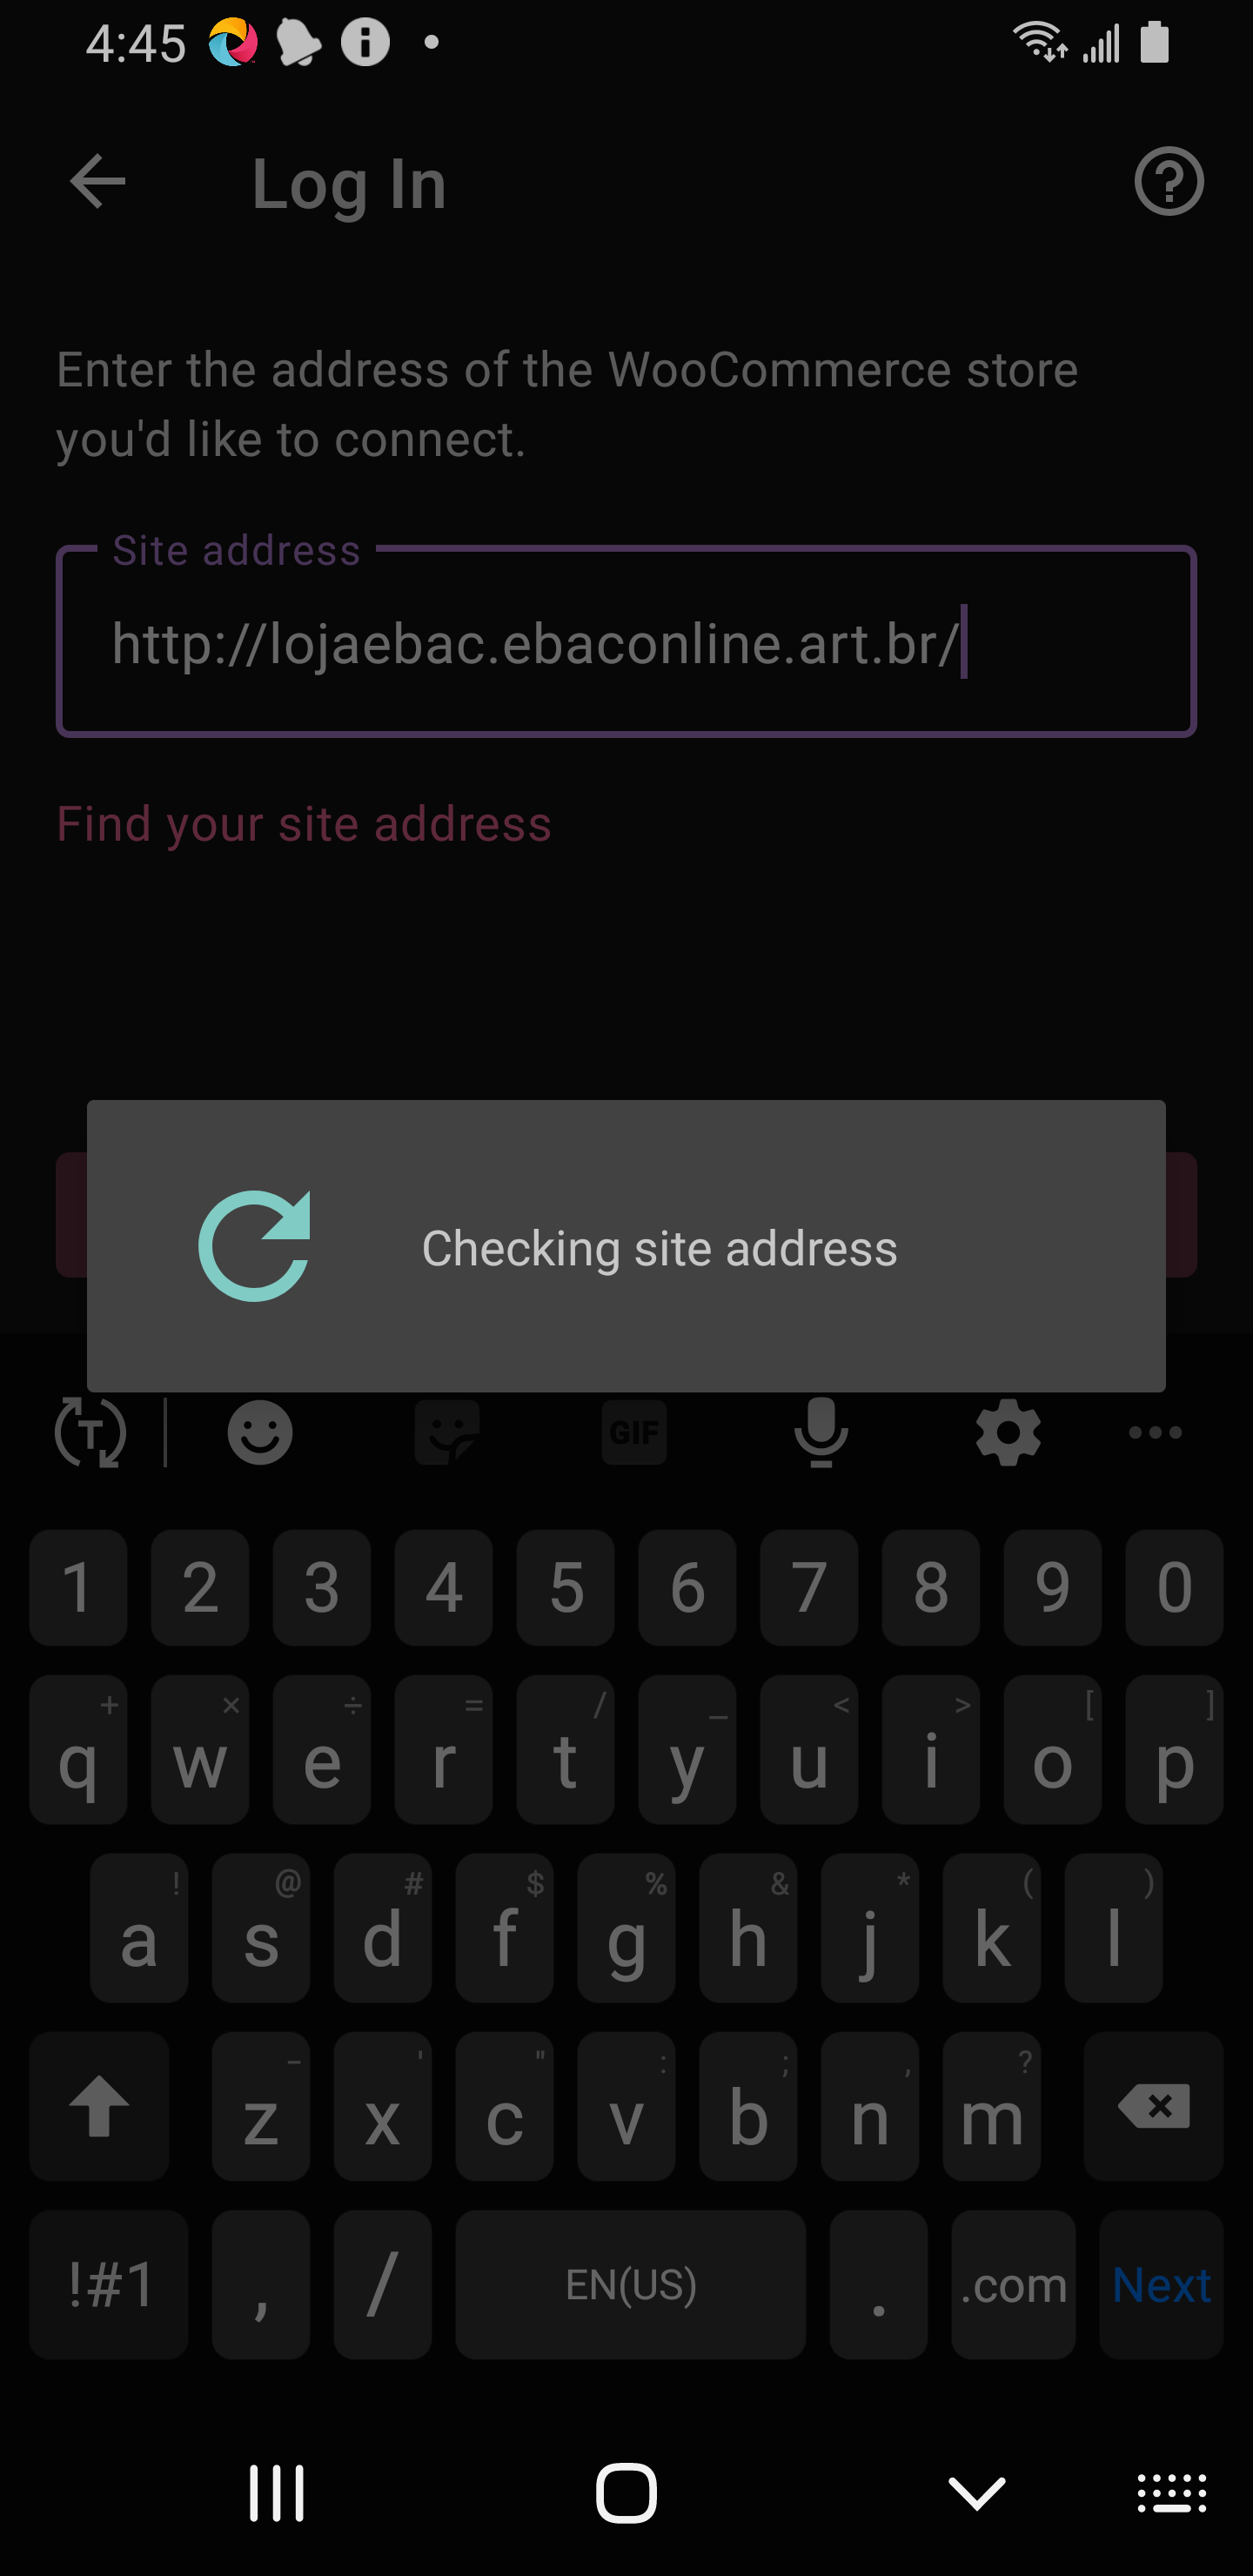 4:45
Log In
Enter the address of the WooCommerce store
you'd like to connect.
Site address
http://lojaebac.ebaconline.art.br/
Find your site address
Checking site address
T GIF
1 2 3 4 5 6 7 8 9 0
+ × ÷ = / _ < > [ ]
q w e r t y u i o p
! @ # $ % & * ( )
a s d f g h j k l
- ' " : ; , ?
z x c v b n m
!#1 , / EN(US) . .com Next